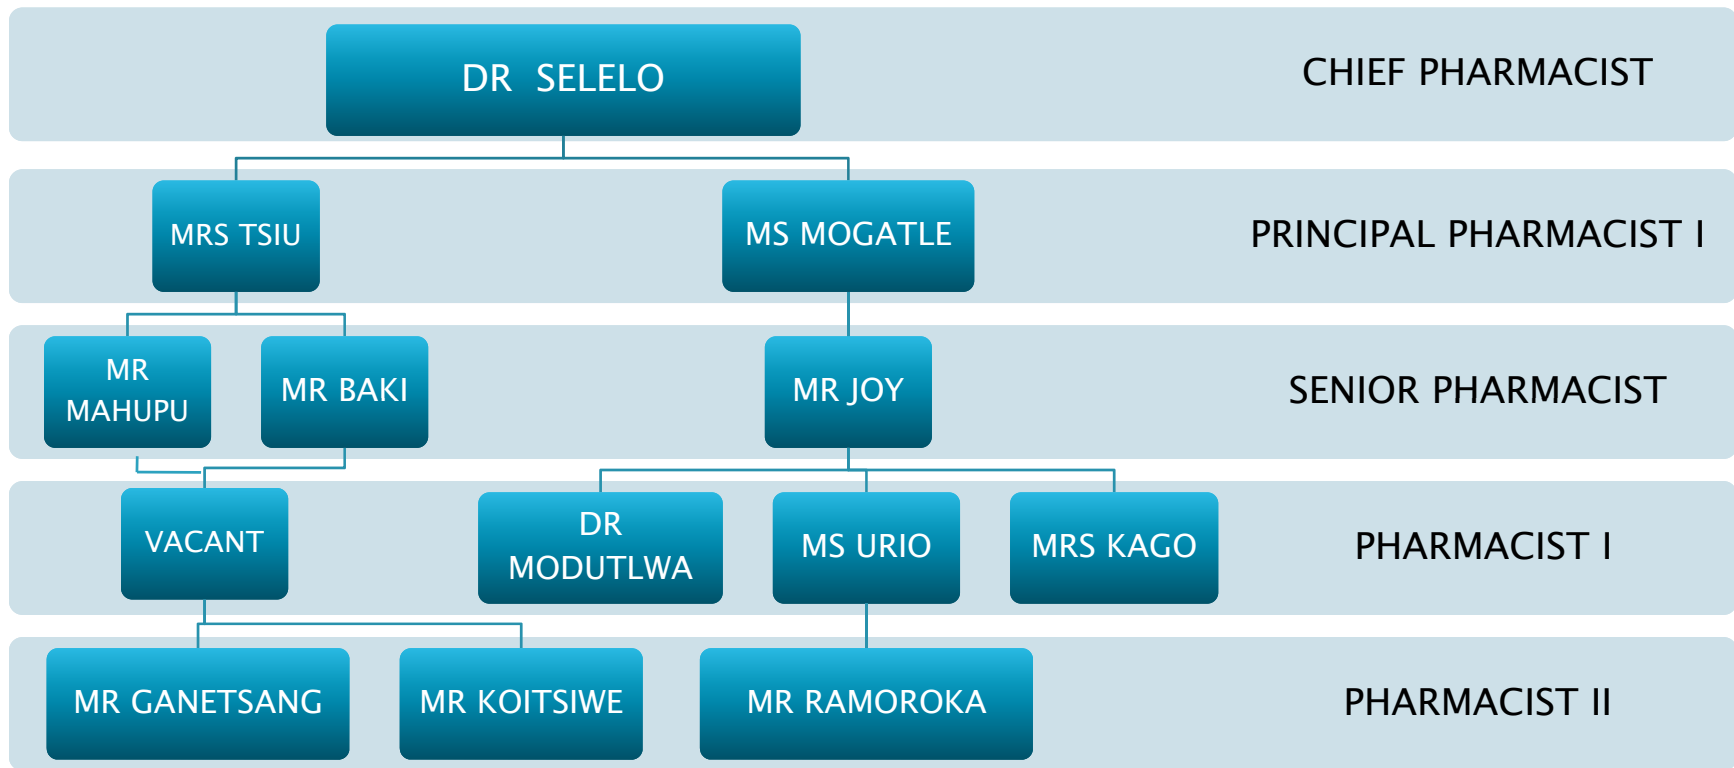 DR SELELO
CHIEF PHARMACIST
MRS TSIU
MS MOGATLE
PRINCIPAL PHARMACIST I
MR
MAHUPU
MR BAKI
MR JOY
SENIOR PHARMACIST
VACANT
DR
MODUTLWA
MS URIO
MRS KAGO
PHARMACIST I
MR GANETSANG
MR KOITSIWE
MR RAMOROKA
PHARMACIST II